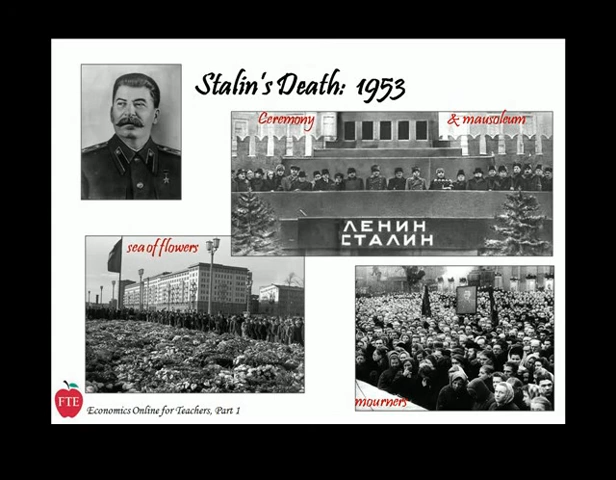 Stalin's Death: 1953
Ceremony & mausoleum
ЛЕНИН
СТАЛИН
sea of flowers
mourners
FTE
Economics Online for Teachers, Part 1